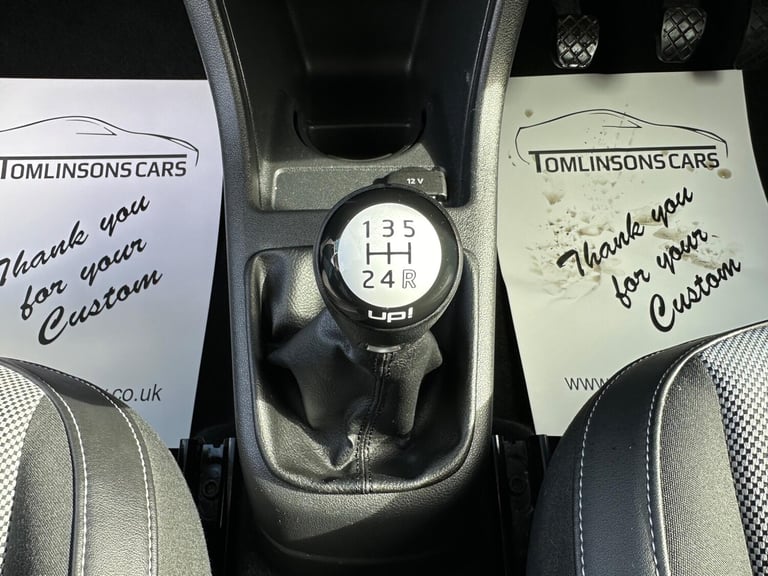 TOMLINSONS CARS
Thank you
for your
Custom
.co.uk
12 V
1 3 5
2 4 R
up!
TOMLINSONS CARS
Thank you
for your
Custom
www.